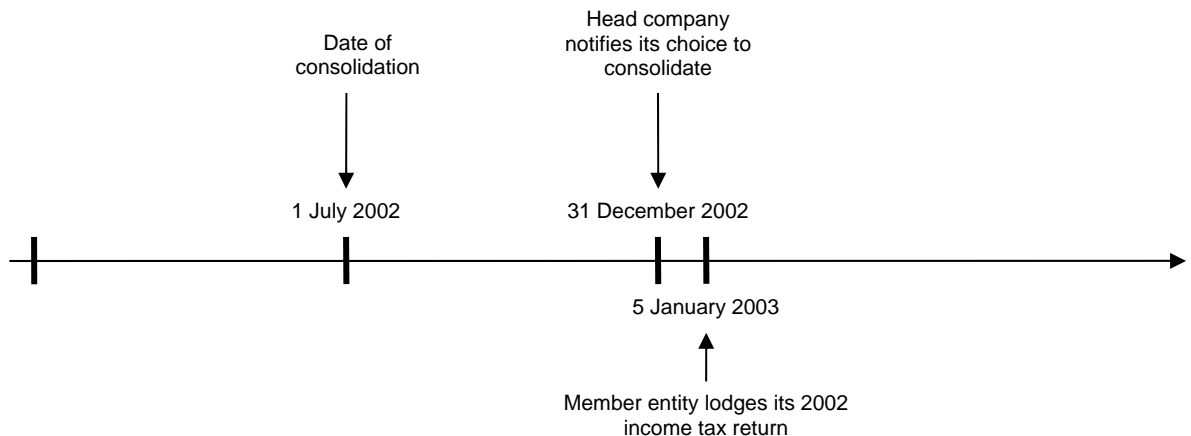 Date of
consolidation
Head company
notifies its choice to
consolidate
1 July 2002
31 December 2002
5 January 2003
Member entity lodges its 2002
income tax return